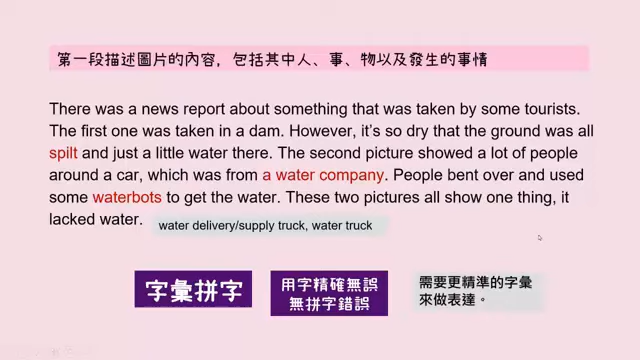 第一段描述圖片的內容，包括其中人、事、物以及發生的事情
There was a news report about something that was taken by some tourists.
The first one was taken in a dam. However, it's so dry that the ground was all
spilt and just a little water there. The second picture showed a lot of people
around a car, which was from a water company. People bent over and used
some waterbots to get the water. These two pictures all show one thing, it
lacked water.
water delivery/supply truck, water truck
字彙拼字
用字精確無誤
無拼字錯誤
需要更精準的字彙
來做表達。